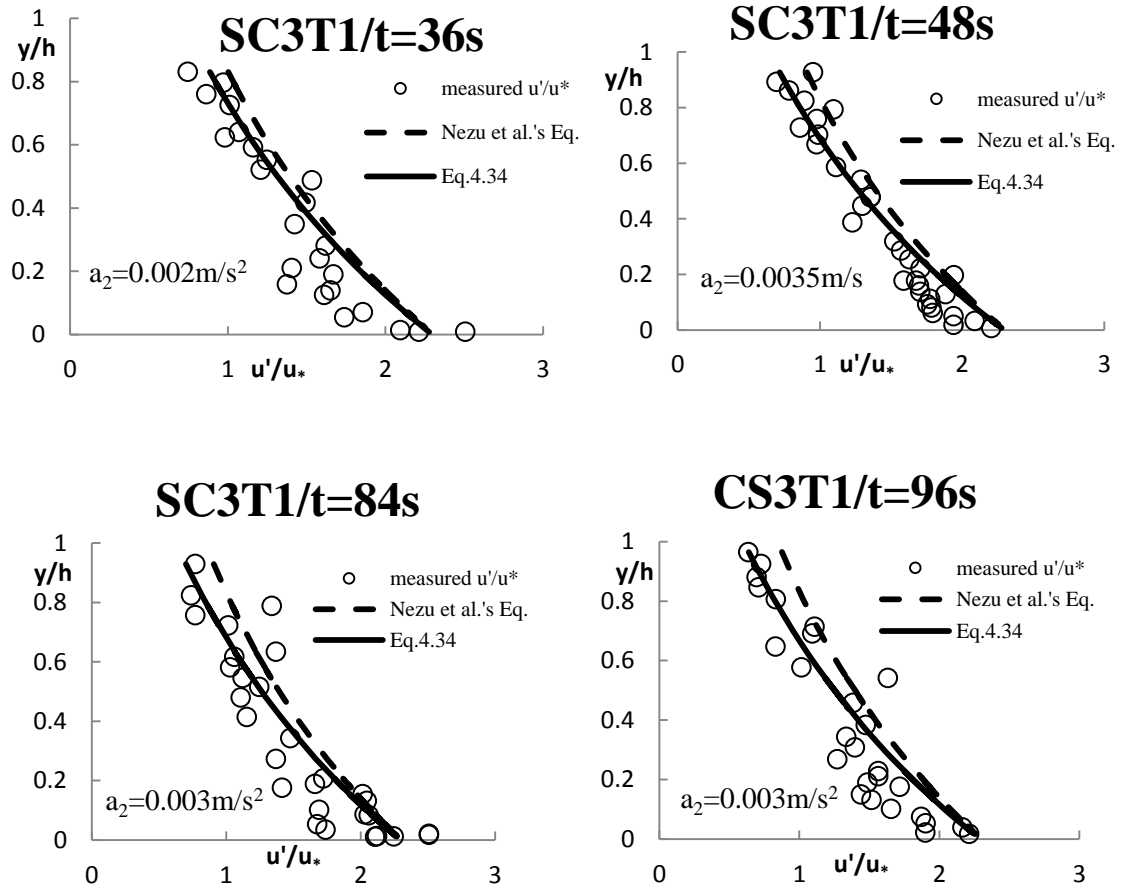 SC3T1/t=36s
1
y/h
0.8
0.6
0.4
0.2
0
measured u'/u*
Nezu et al.'s Eq.
Eq.4.34
a2=0.002m/s2
0
1
2
3
u'/u*
SC3T1/t=48s
1
y/h
0.8
0.6
0.4
0.2
0
measured u'/u*
Nezu et al.'s Eq.
Eq.4.34
a2=0.0035m/s
0
1
2
3
u'/u*
SC3T1/t=84s
1
y/h
0.8
0.6
0.4
0.2
0
measured u'/u*
Nezu et al.'s Eq.
Eq.4.34
a2=0.003m/s2
0
1
2
3
u'/u*
CS3T1/t=96s
1
y/h
0.8
0.6
0.4
0.2
0
measured u'/u*
Nezu et al.'s Eq.
Eq.4.34
a2=0.003m/s2
0
1
2
3
u'/u*